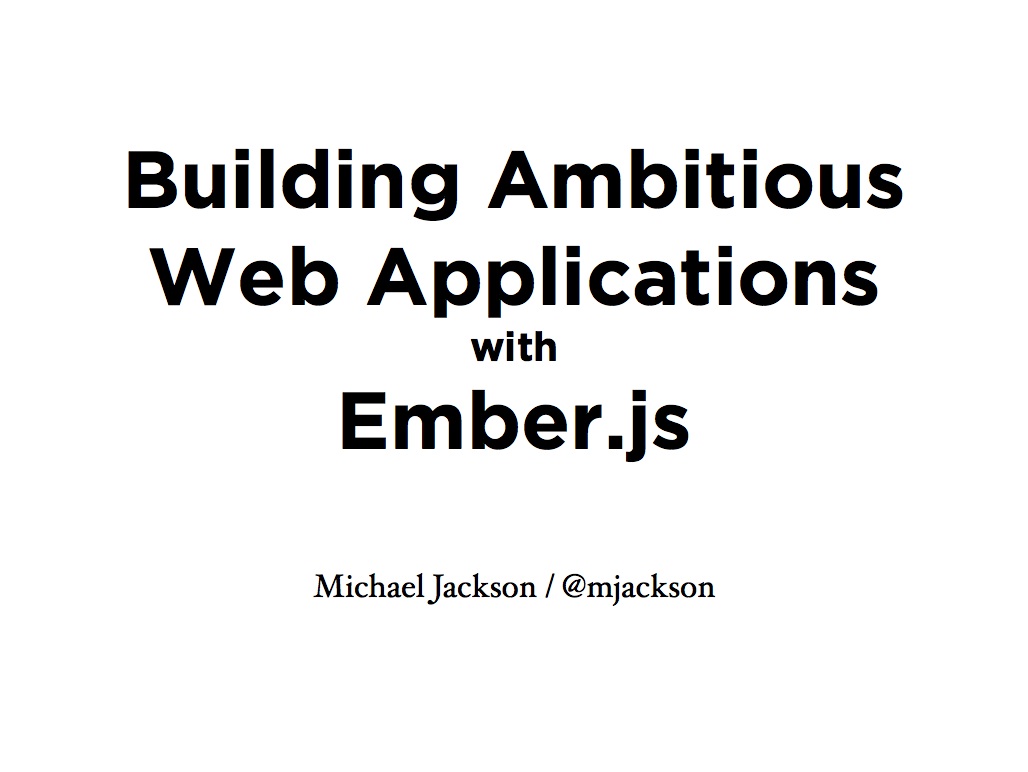 Building Ambitious
Web Applications
with
Ember.js
Michael Jackson / @mjackson